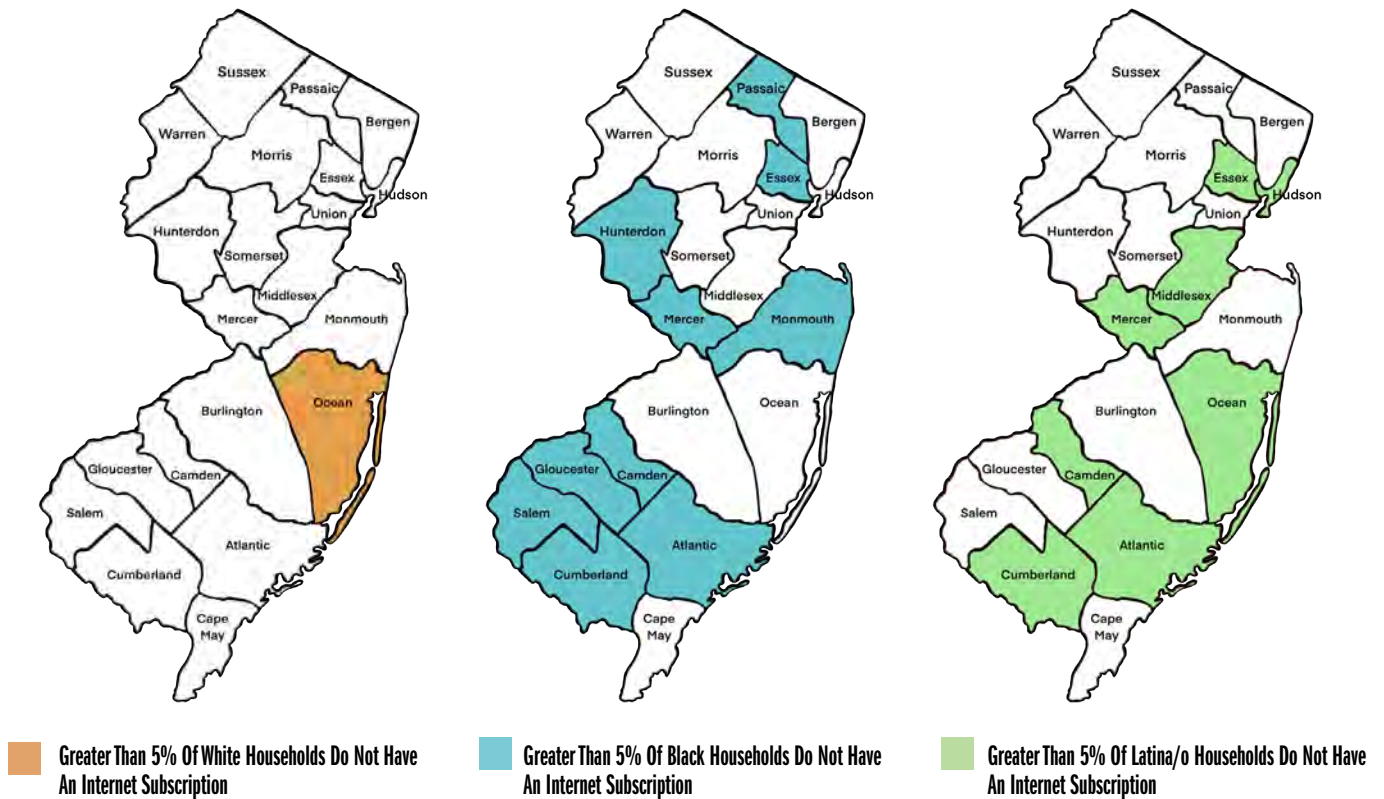 Sussex
Passaic
Bergen
Warren
Morris
Essex
Hudson
Union
Hunterdon
Somerset
Middlesex
Mercer
Monmouth
Ocean
Burlington
Gloucester
Camden
Salem
Atlantic
Cumberland
Cape
May
Greater Than 5% Of White Households Do Not Have
An Internet Subscription
Sussex
Passaic
Bergen
Warren
Morris
Essex
Hudson
Union
Hunterdon
Somerset
Middlesex
Mercer
Monmouth
Ocean
Burlington
Gloucester
Camden
Salem
Atlantic
Cumberland
Cape
May
Greater Than 5% Of Black Households Do Not Have
An Internet Subscription
Sussex
Passaic
Bergen
Warren
Morris
Essex
Hudson
Union
Hunterdon
Somerset
Middlesex
Mercer
Monmouth
Ocean
Burlington
Gloucester
Camden
Salem
Atlantic
Cumberland
Cape
May
Greater Than 5% Of Latina/o Households Do Not Have
An Internet Subscription